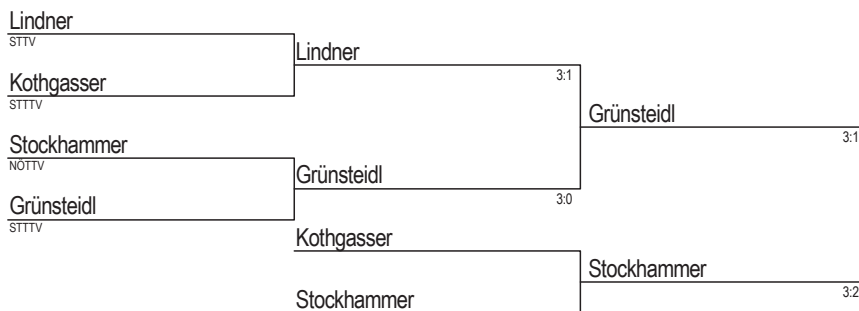 Lindner
STTV
Lindner
3:1
Kothgasser
STTTV
Grünsteidl
3:1
Stockhammer
NÖTTV
Grünsteidl
3:0
Grünsteidl
STTTV
Kothgasser
Stockhammer
3:2
Stockhammer